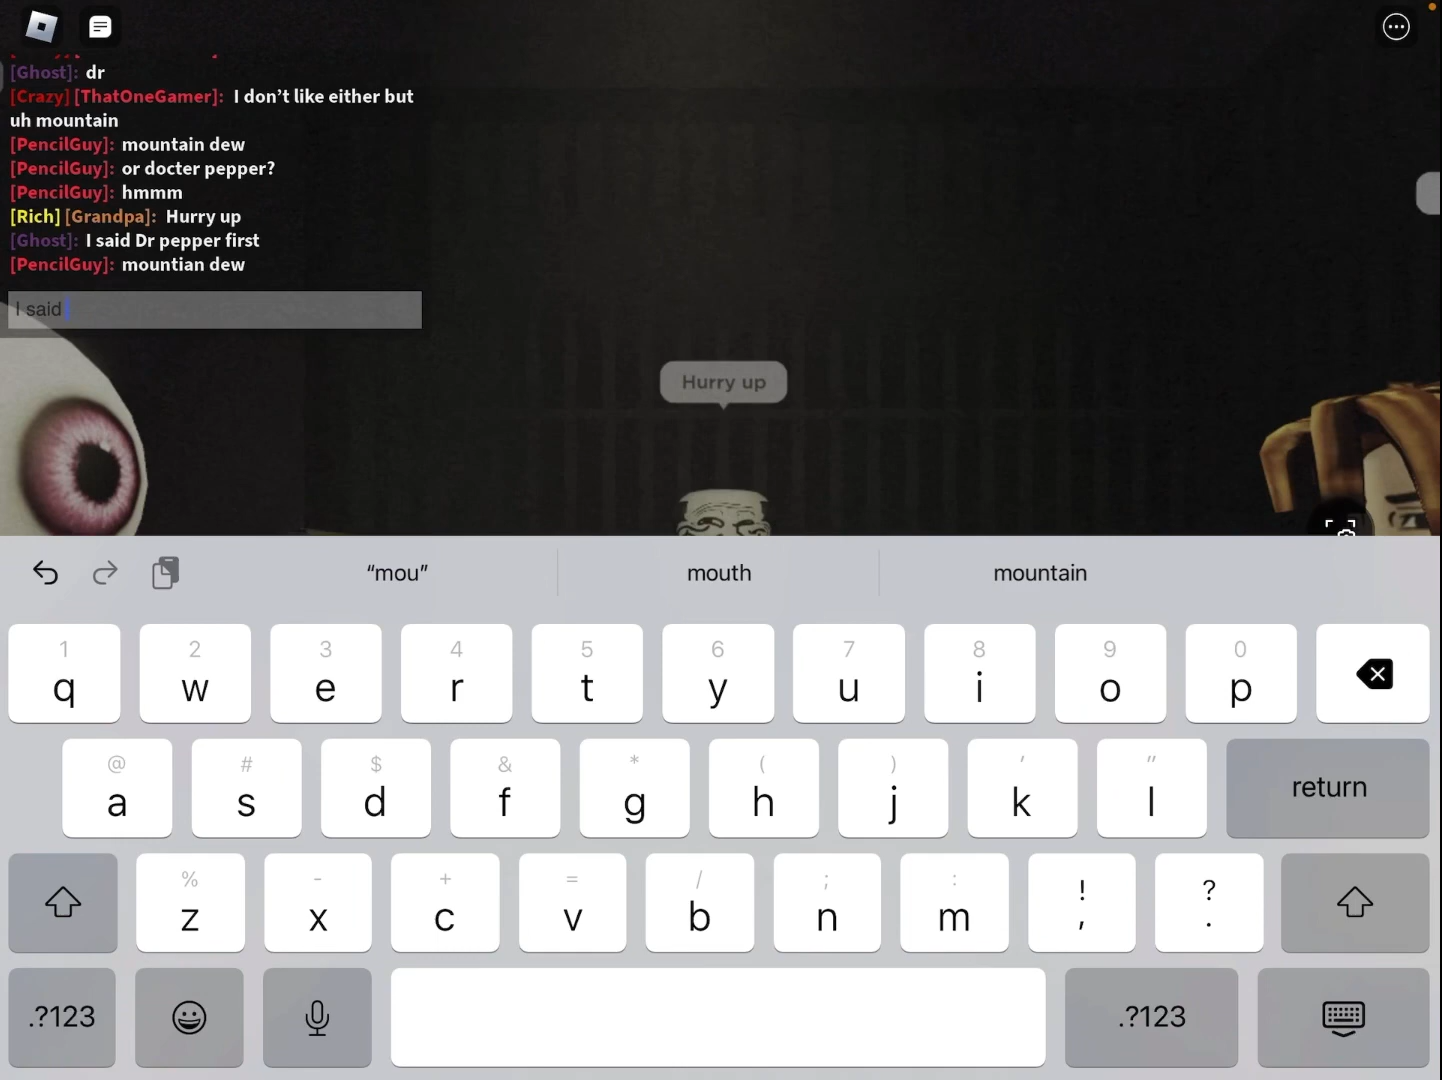 [Ghost]: dr
[Crazy] [ThatOneGamer]: I don’t like either but
uh mountain
[PencilGuy]: mountain dew
[PencilGuy]: or docter pepper?
[PencilGuy]: hmmm
[Rich] [Grandpa]: Hurry up
[Ghost]: I said Dr pepper first
[PencilGuy]: mountian dew
I said
Hurry up
“mou” mouth mountain
1 2 3 4 5 6 7 8 9 0
q w e r t y u i o p
@ # $ & * ( ) ' "
a s d f g h j k l return
% - + = / ; : ! ?
z x c v b n m , .
.?123 .?123